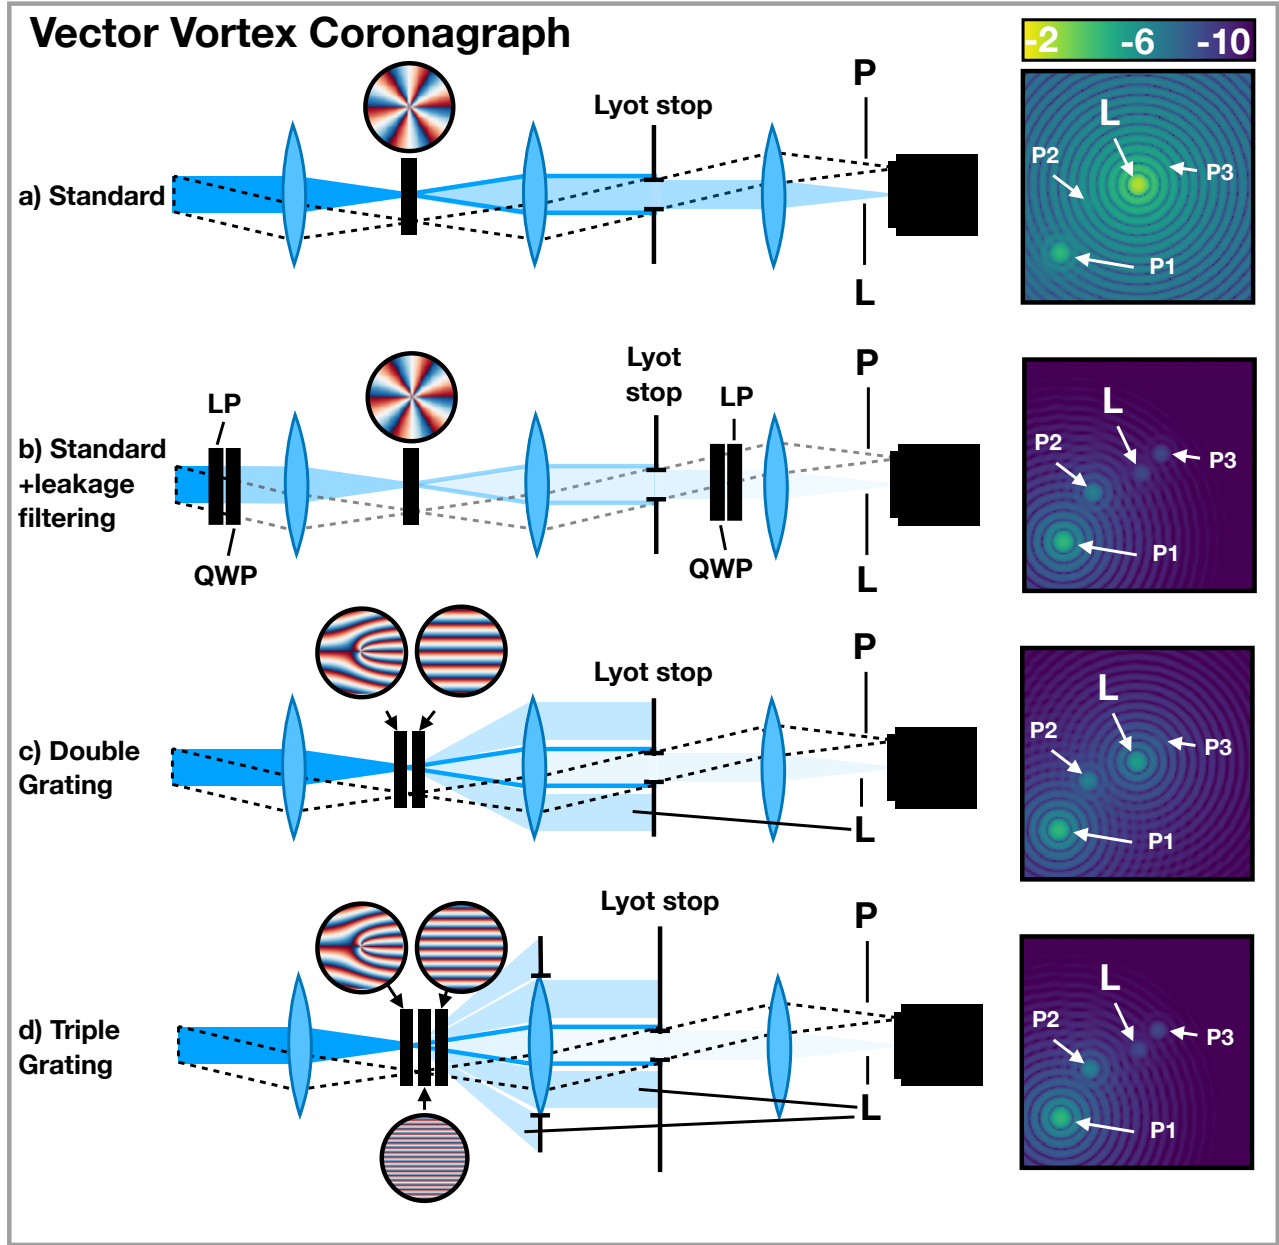 Vector Vortex Coronagraph
-2 -6 -10
P
Lyot stop
a) Standard
L
L
P2
P3
P1
P
Lyot
stop
LP
LP
b) Standard
+leakage
filtering
QWP
QWP
L
L
P2
P3
P1
P
Lyot stop
c) Double
Grating
L
L
P2
P3
P1
Lyot stop
P
d) Triple
Grating
L
L
P2
P3
P1